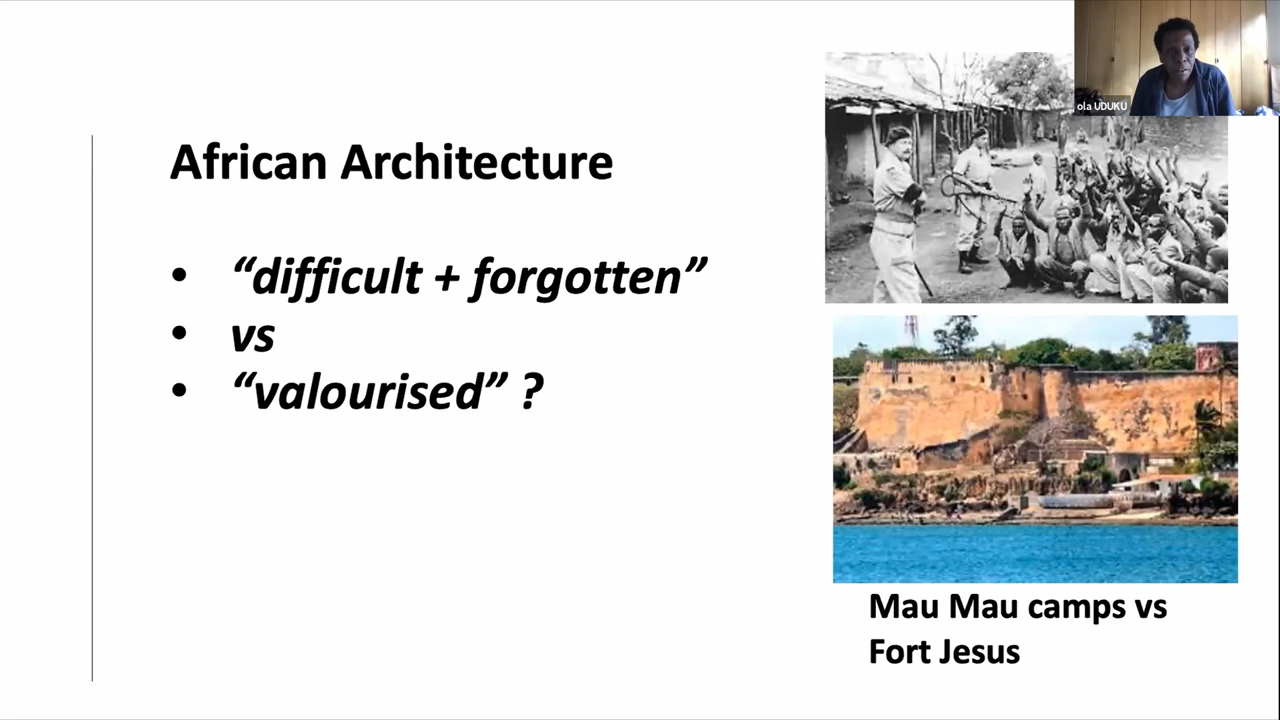 ola UDUKU
African Architecture
• “difficult + forgotten”
• vs
• “valourised” ?
Mau Mau camps vs
Fort Jesus